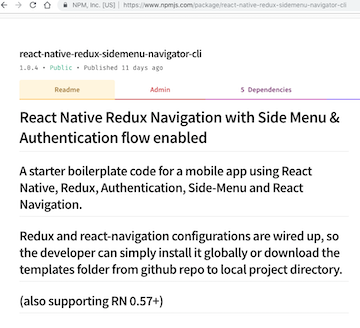 NPM, Inc. [US] | https://www.npmjs.com/package/react-native-redux-sidemenu-navigator-cli
react-native-redux-sidemenu-navigator-cli
1.0.4 • Public • Published 11 days ago
Readme Admin 5 Dependencies
React Native Redux Navigation with Side Menu &
Authentication flow enabled
A starter boilerplate code for a mobile app using React
Native, Redux, Authentication, Side-Menu and React
Navigation.
Redux and react-navigation configurations are wired up, so
the developer can simply install it globally or download the
templates folder from github repo to local project directory.
(also supporting RN 0.57+)